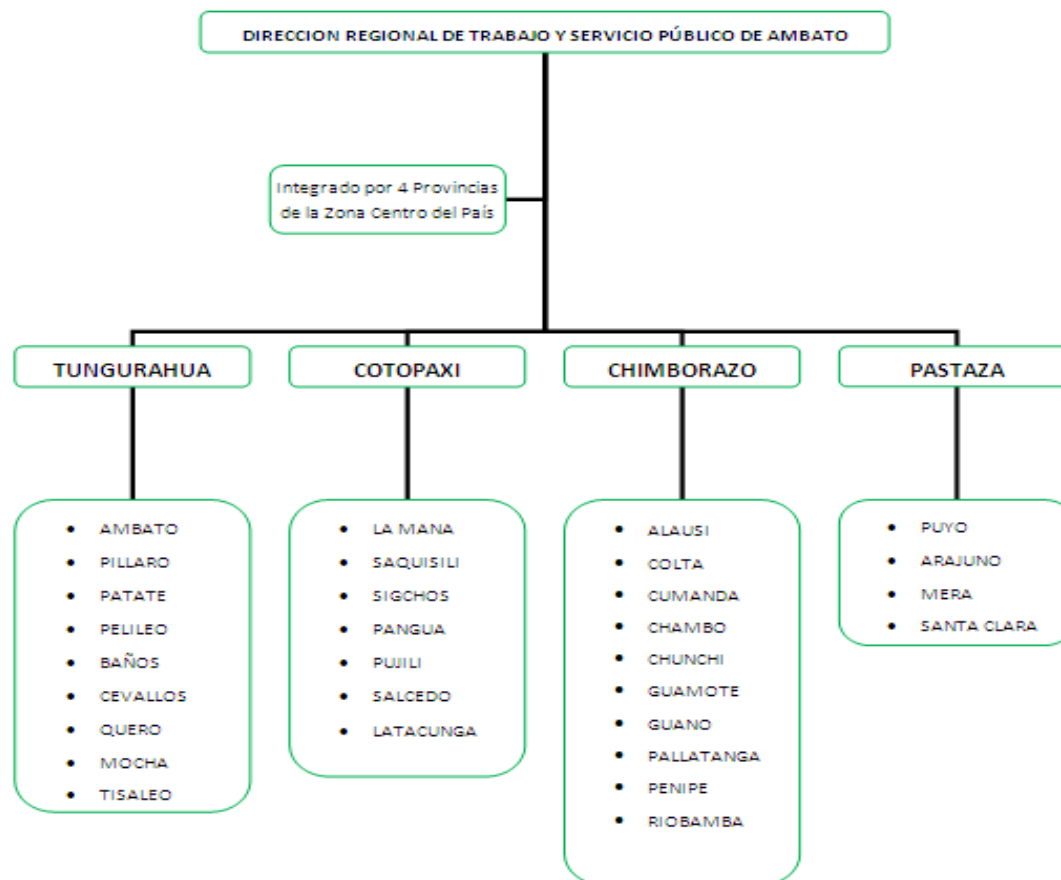 DIRECCION REGIONAL DE TRABAJO Y SERVICIO PÚBLICO DE AMBATO
Integrado por 4 Provincias
de la Zona Centro del País
TUNGURAHUA
COTOPAXI
CHIMBORAZO
PASTAZA
• AMBATO
• PILLARO
• PATATE
• PELILEO
• BAÑOS
• CEVALLOS
• QUERO
• MOCHA
• TISALEO
• LA MANA
• SAQUISILI
• SIGCHOS
• PANGUA
• PUJILI
• SALCEDO
• LATACUNGA
• ALAUSI
• COLTA
• CUMANDA
• CHAMBO
• CHUNCHI
• GUAMOTE
• GUANO
• PALLATANGA
• PENIPE
• RIOBAMBA
• PUYO
• ARAJUNO
• MERA
• SANTA CLARA